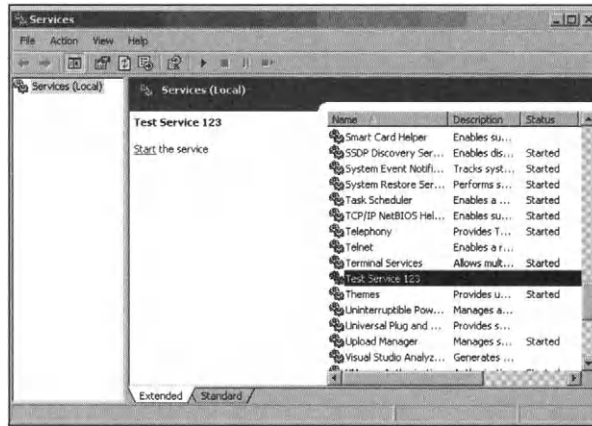 Services
File Action View Help
Services (Local)
Services (Local)
Test Service 123
Start the service
Name Description Status
Smart Card Helper Enables su...
SSDP Discovery Ser... Enables dis... Started
System Event Notifi... Tracks syst... Started
System Restore Ser... Performs s... Started
Task Scheduler Enables a ... Started
TCP/IP NetBIOS Hel... Enables su... Started
Telephony Provides T... Started
Telnet Enables a r...
Terminal Services Allows mult... Started
Test Service 123
Themes Provides u... Started
Uninterruptible Pow... Manages a...
Universal Plug and ... Provides s...
Upload Manager Manages s... Started
Visual Studio Analyz... Generates ...
Extended Standard